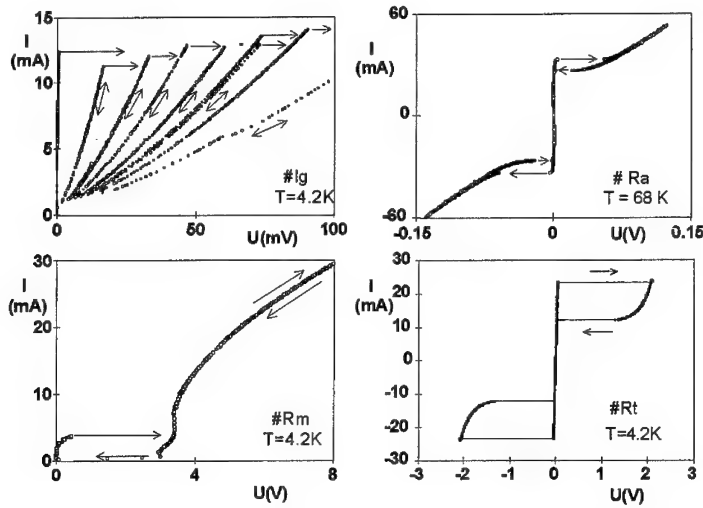 15
I
(mA)
10
5
0
#Ig
T=4.2K
0
50
100
U(mV)
60
I
(mA)
0
-60
# Ra
T = 68 K
-0.15
0
0.15
U(V)
30
I
(mA)
20
10
0
#Rm
T=4.2K
0
4
8
U(V)
30
I
(mA)
20
10
0
-10
-20
-30
#Rt
T=4.2K
-3
-2
-1
0
1
2
3
U(V)